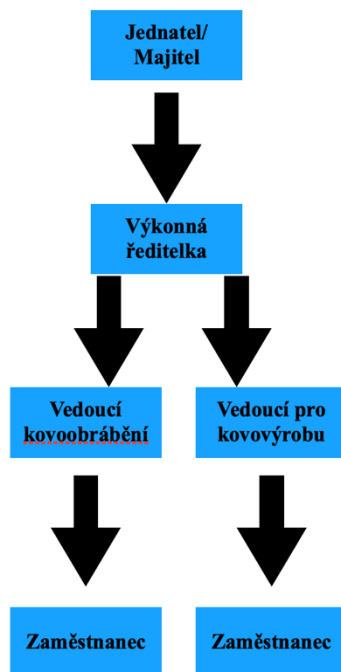 Jednatel/
Majitel
Výkonná
ředitelka
Vedoucí
kovoobrábění
Vedoucí pro
kovovýrobu
Zaměstnanec
Zaměstnanec